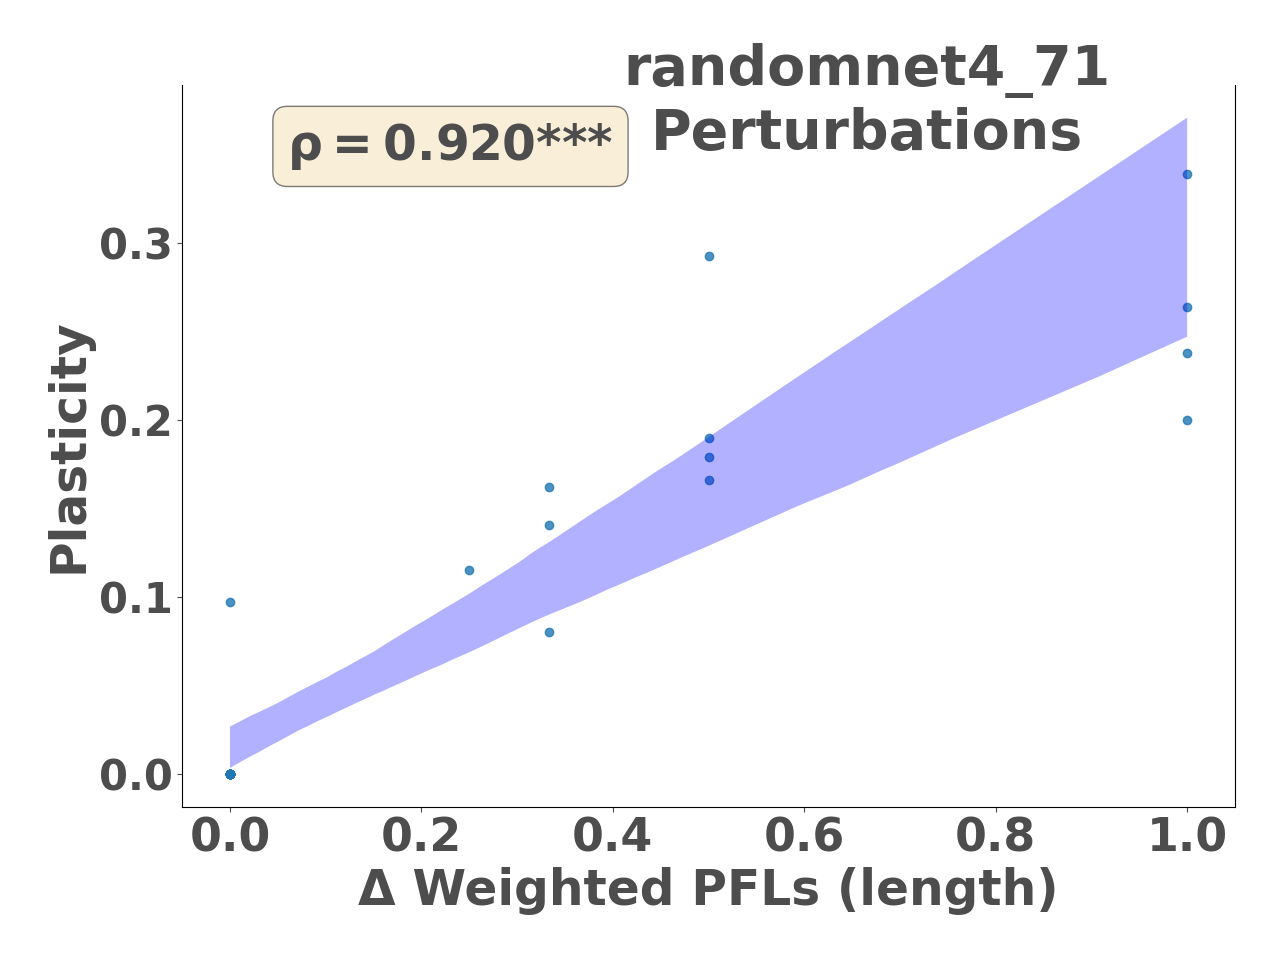 randomnet4_71
Perturbations
ρ = 0.920***
Plasticity
0.3
0.2
0.1
0.0
0.0 0.2 0.4 0.6 0.8 1.0
Δ Weighted PFLs (length)